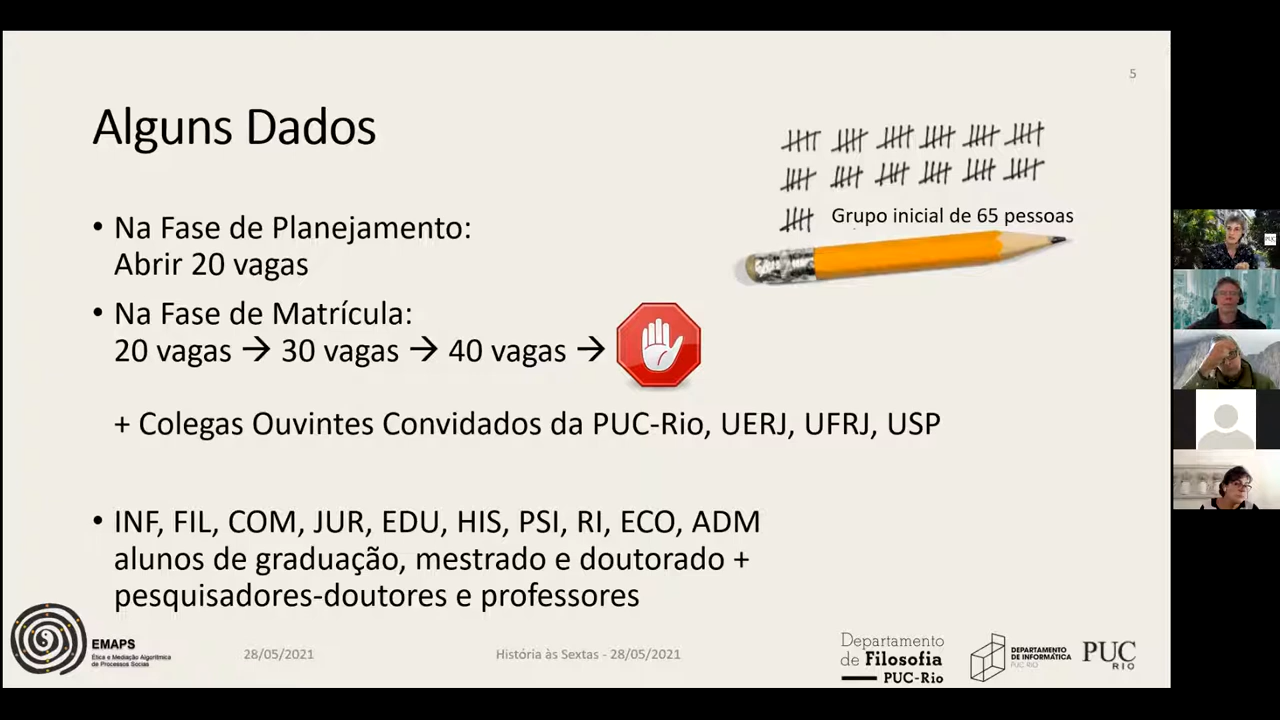 5
Alguns Dados
Grupo inicial de 65 pessoas
• Na Fase de Planejamento:
Abrir 20 vagas
• Na Fase de Matrícula:
20 vagas → 30 vagas → 40 vagas →
+ Colegas Ouvintes Convidados da PUC-Rio, UERJ, UFRJ, USP
• INF, FIL, COM, JUR, EDU, HIS, PSI, RI, ECO, ADM
alunos de graduação, mestrado e doutorado +
pesquisadores-doutores e professores
EMAPS
Ética e Mediação Algorítmica
de Processos Sociais
28/05/2021
História às Sextas - 28/05/2021
Departamento
de Filosofia
PUC-Rio
DEPARTAMENTO
DE INFORMÁTICA
PUC RIO
PUC
RIO
PUC